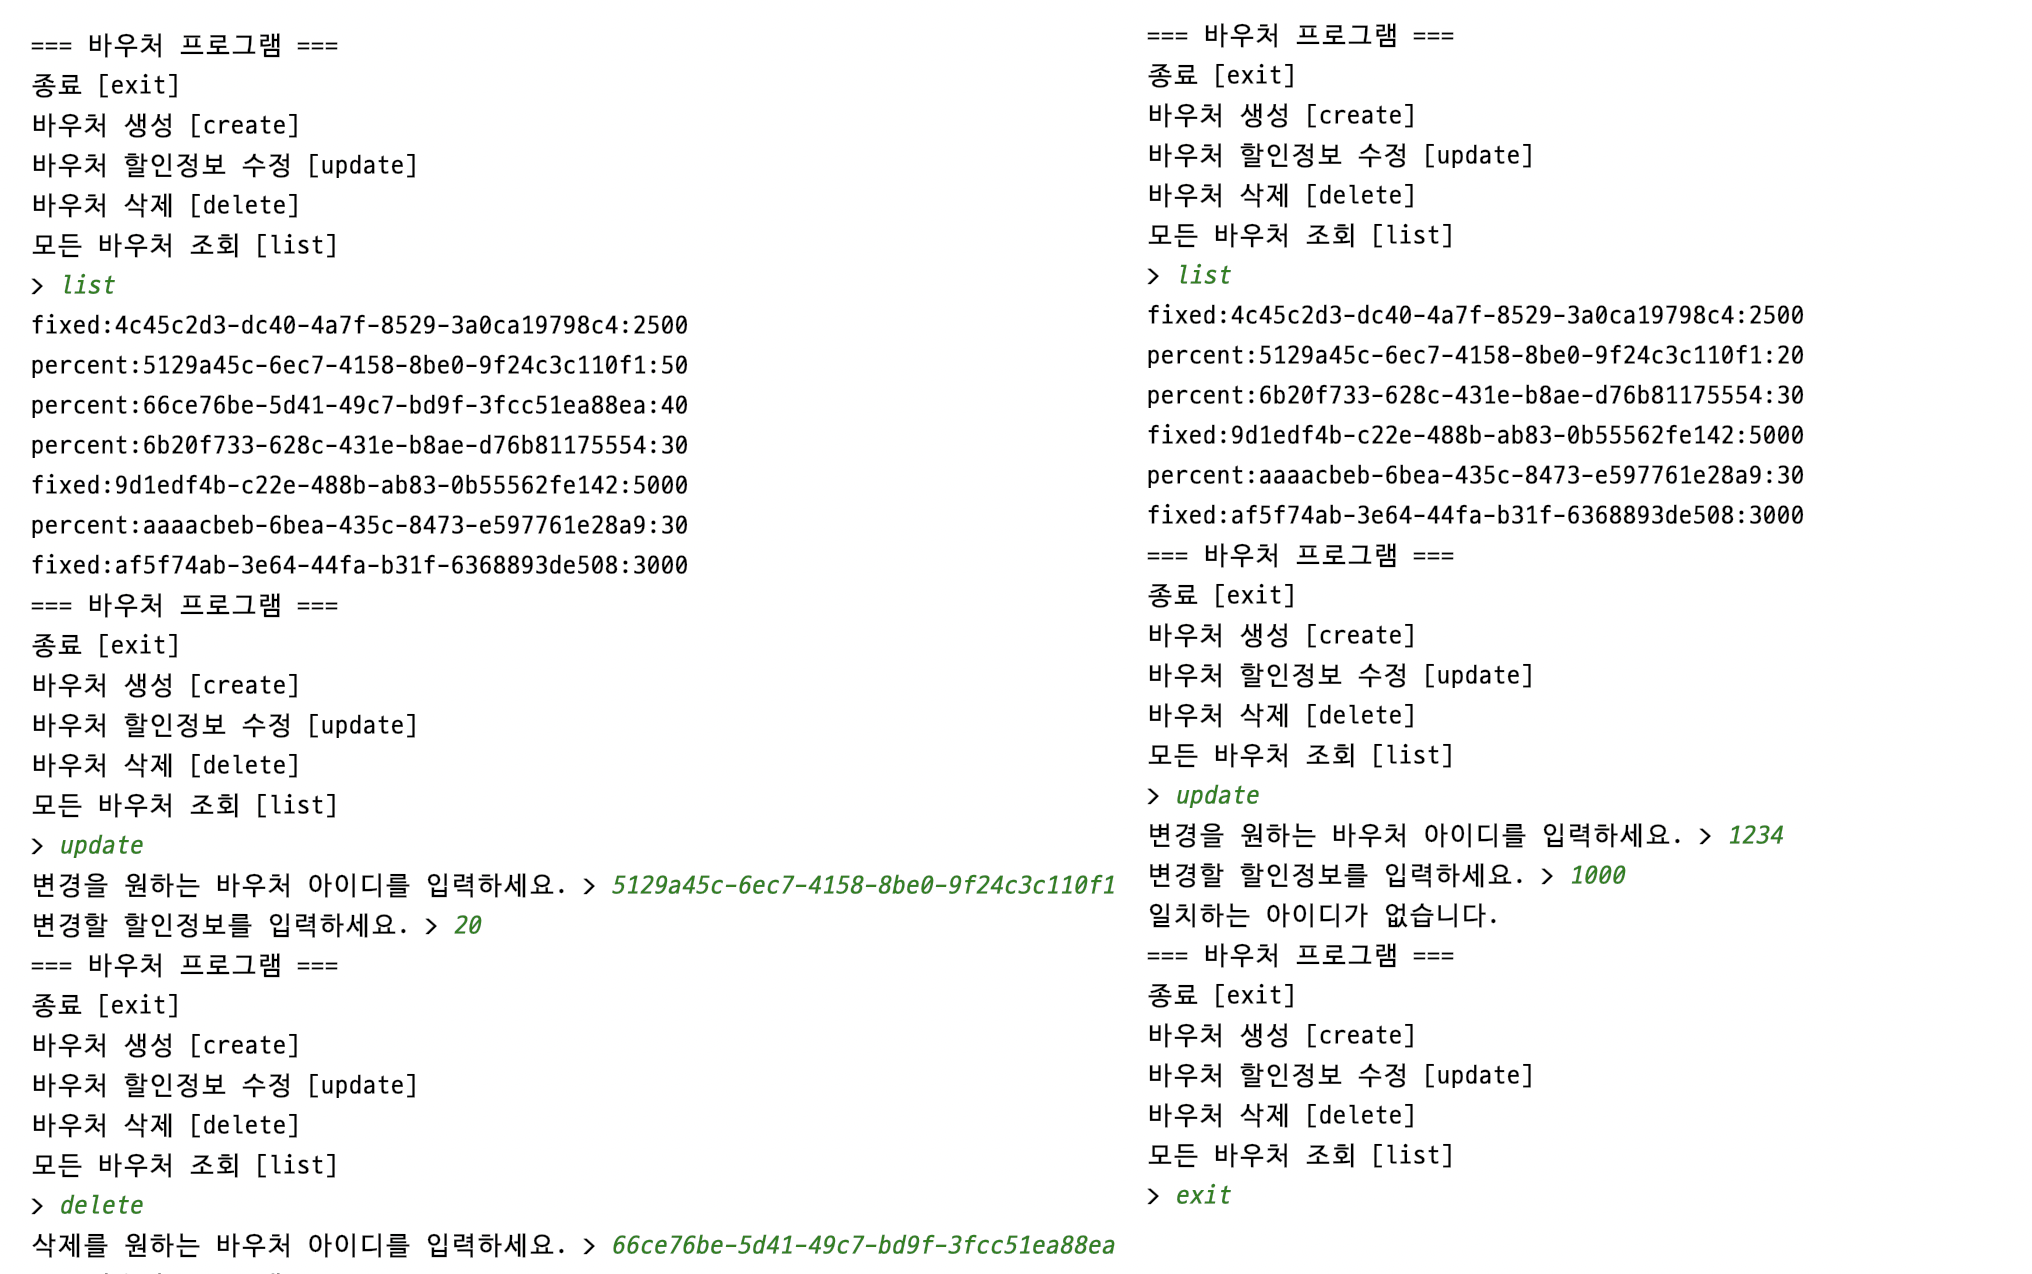 === 바우처 프로그램 ===
종료 [exit]
바우처 생성 [create]
바우처 할인정보 수정 [update]
바우처 삭제 [delete]
모든 바우처 조회 [list]
> list
fixed:4c45c2d3-dc40-4a7f-8529-3a0ca19798c4:2500
percent:5129a45c-6ec7-4158-8be0-9f24c3c110f1:50
percent:66ce76be-5d41-49c7-bd9f-3fcc51ea88ea:40
percent:6b20f733-628c-431e-b8ae-d76b81175554:30
fixed:9d1edf4b-c22e-488b-ab83-0b55562fe142:5000
percent:aaaacbeb-6bea-435c-8473-e597761e28a9:30
fixed:af5f74ab-3e64-44fa-b31f-6368893de508:3000
=== 바우처 프로그램 ===
종료 [exit]
바우처 생성 [create]
바우처 할인정보 수정 [update]
바우처 삭제 [delete]
모든 바우처 조회 [list]
> update
변경을 원하는 바우처 아이디를 입력하세요. > 5129a45c-6ec7-4158-8be0-9f24c3c110f1
변경할 할인정보를 입력하세요. > 20
=== 바우처 프로그램 ===
종료 [exit]
바우처 생성 [create]
바우처 할인정보 수정 [update]
바우처 삭제 [delete]
모든 바우처 조회 [list]
> delete
삭제를 원하는 바우처 아이디를 입력하세요. > 66ce76be-5d41-49c7-bd9f-3fcc51ea88ea
=== 바우처 프로그램 ===
종료 [exit]
바우처 생성 [create]
바우처 할인정보 수정 [update]
바우처 삭제 [delete]
모든 바우처 조회 [list]
> list
fixed:4c45c2d3-dc40-4a7f-8529-3a0ca19798c4:2500
percent:5129a45c-6ec7-4158-8be0-9f24c3c110f1:20
percent:6b20f733-628c-431e-b8ae-d76b81175554:30
fixed:9d1edf4b-c22e-488b-ab83-0b55562fe142:5000
percent:aaaacbeb-6bea-435c-8473-e597761e28a9:30
fixed:af5f74ab-3e64-44fa-b31f-6368893de508:3000
=== 바우처 프로그램 ===
종료 [exit]
바우처 생성 [create]
바우처 할인정보 수정 [update]
바우처 삭제 [delete]
모든 바우처 조회 [list]
> update
변경을 원하는 바우처 아이디를 입력하세요. > 1234
변경할 할인정보를 입력하세요. > 1000
일치하는 아이디가 없습니다.
=== 바우처 프로그램 ===
종료 [exit]
바우처 생성 [create]
바우처 할인정보 수정 [update]
바우처 삭제 [delete]
모든 바우처 조회 [list]
> exit